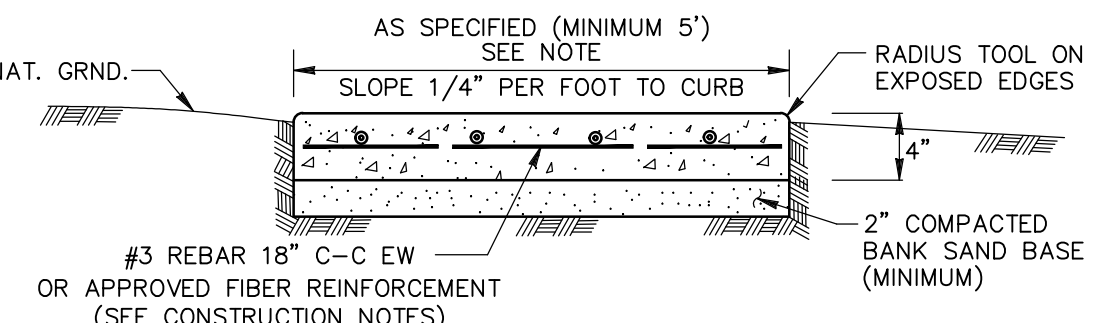 AS SPECIFIED (MINIMUM 5')
SEE NOTE
SLOPE 1/4" PER FOOT TO CURB
NAT. GRND.
RADIUS TOOL ON
EXPOSED EDGES
4"
2" COMPACTED
BANK SAND BASE
(MINIMUM)
#3 REBAR 18" C-C EW
OR APPROVED FIBER REINFORCEMENT
(SEE CONSTRUCTION NOTES)